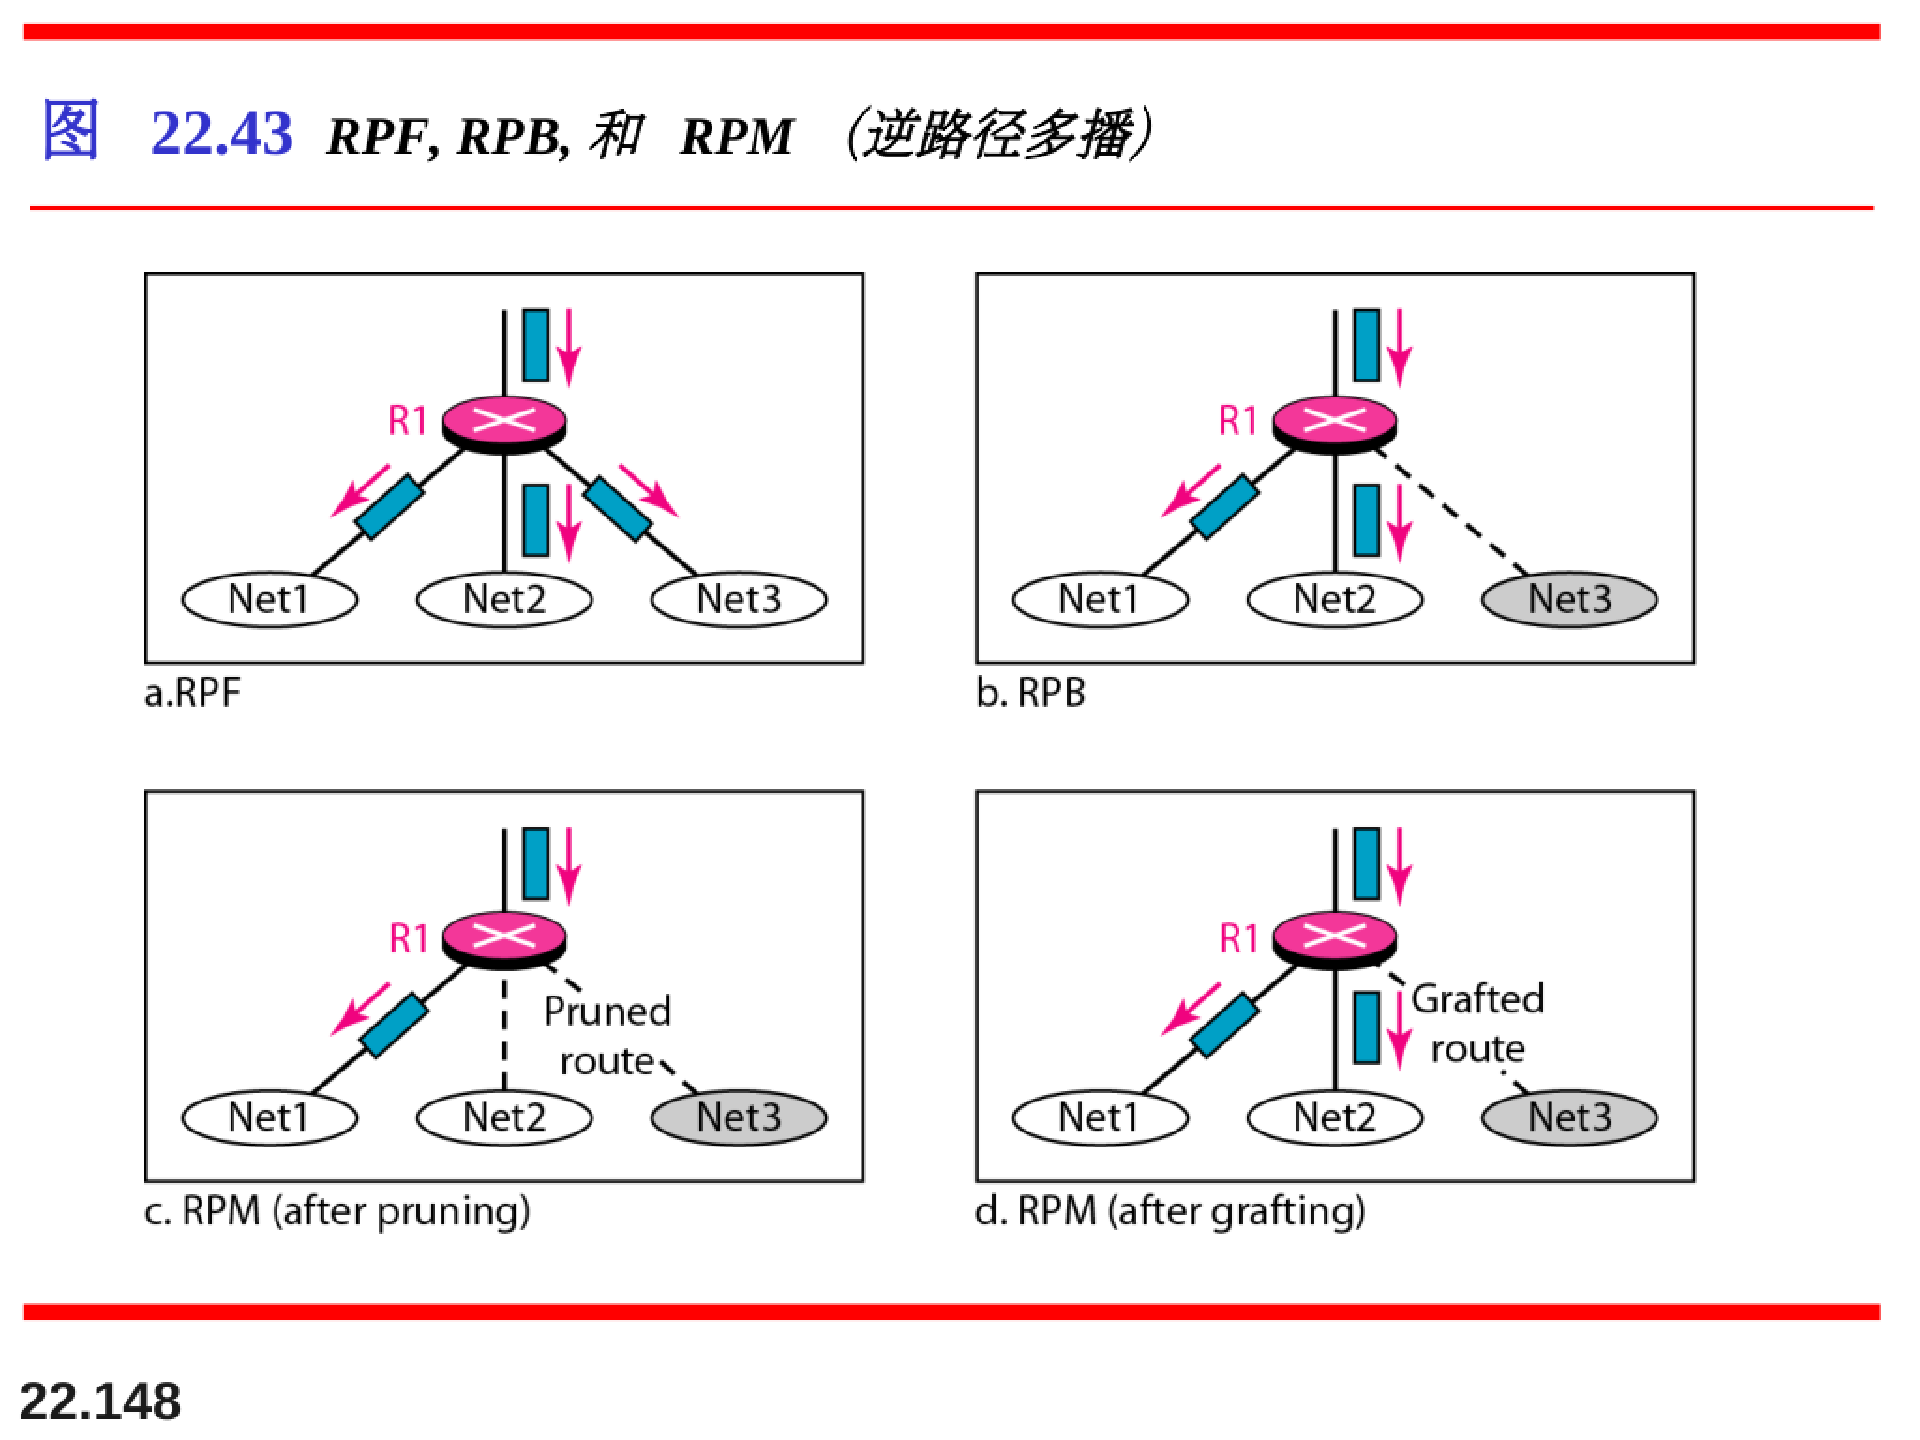 图 22.43 RPF, RPB, 和 RPM （逆路径多播）
R1
Net1 Net2 Net3
a.RPF
R1
Net1 Net2 Net3
b. RPB
R1
Pruned
route
Net1 Net2 Net3
c. RPM (after pruning)
R1
Grafted
route
Net1 Net2 Net3
d. RPM (after grafting)
22.148